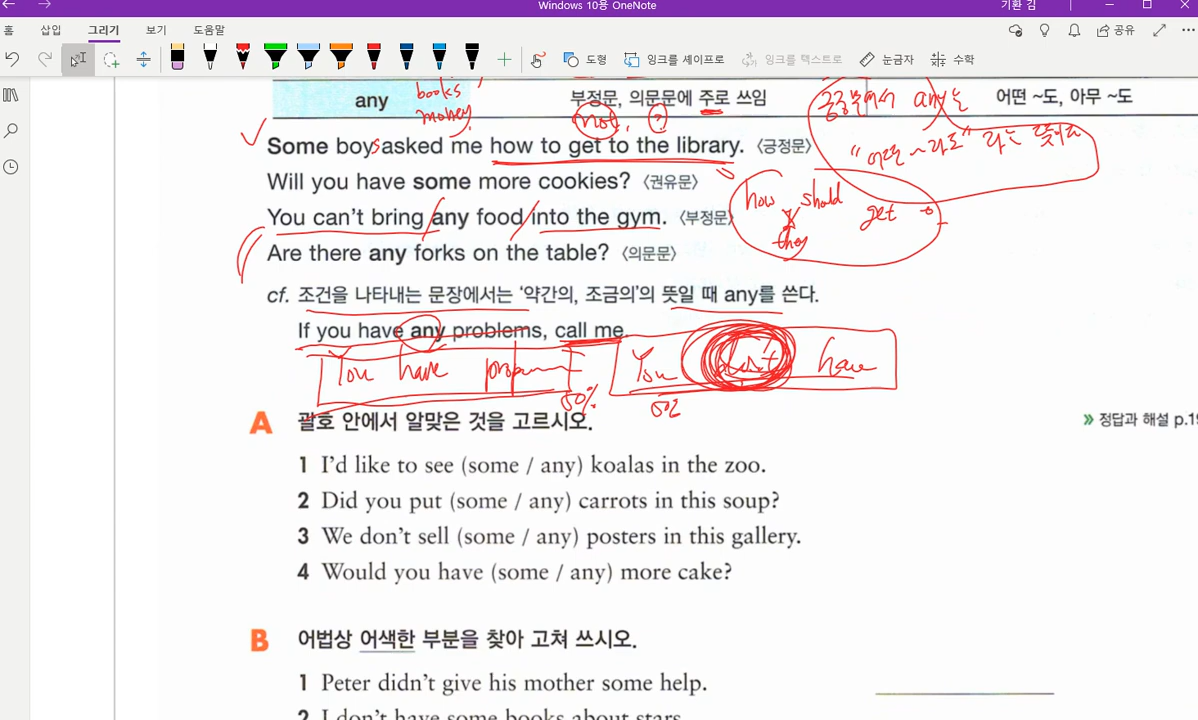 Windows 10용 OneNote
기환 김
홈 삽입 그리기 보기 도움말
공유
도형 잉크를 셰이프로 잉크를 텍스트로 눈금자 수학
books
money
any 부정문, 의문문에 주로 쓰임 어떤 ~도, 아무 ~도
not, ?
긍정문에서 any는
"어떤 ~라도" 라는 뜻
Some boys asked me how to get to the library. 〈긍정문〉
Will you have some more cookies? 〈권유문〉
how should get to
they
You can't bring any food into the gym. 〈부정문〉
Are there any forks on the table? 〈의문문〉
cf. 조건을 나타내는 문장에서는 '약간의, 조금의'의 뜻일 때 any를 쓴다.
If you have any problems, call me.
You have You don't have
50% 50%
A 괄호 안에서 알맞은 것을 고르시오.
» 정답과 해설 p.19
1 I'd like to see (some / any) koalas in the zoo.
2 Did you put (some / any) carrots in this soup?
3 We don't sell (some / any) posters in this gallery.
4 Would you have (some / any) more cake?
B 어법상 어색한 부분을 찾아 고쳐 쓰시오.
1 Peter didn't give his mother some help.
2 I don't have some books about stars.